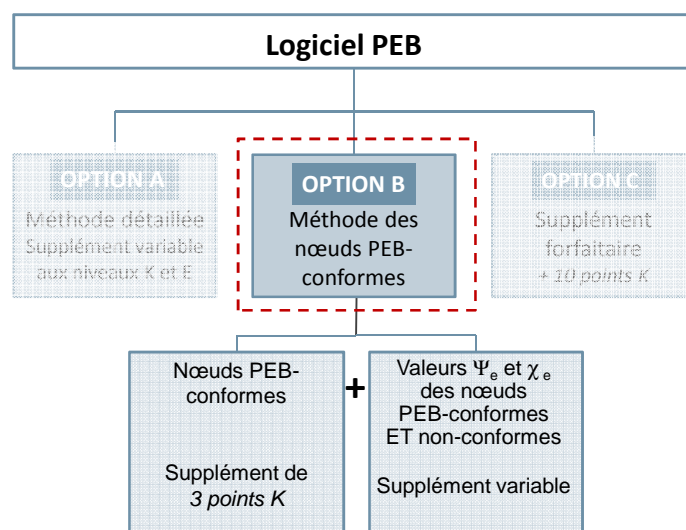 Logiciel PEB
OPTION A
Méthode détaillée
Supplément variable
aux niveaux K et E
OPTION B
Méthode des
nœuds PEB-
conformes
OPTION C
Supplément
forfaitaire
+ 10 points K
Nœuds PEB-
conformes
Supplément de
3 points K
+
Valeurs Ψe et χe
des nœuds
PEB-conformes
ET non-conformes
Supplément variable